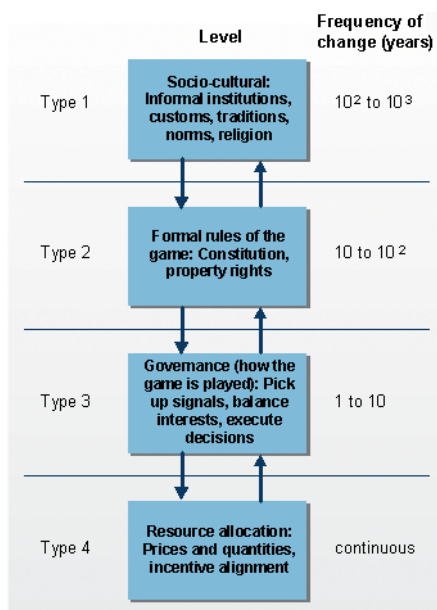 Level
Frequency of
change (years)
Type 1
Socio-cultural:
Informal institutions,
customs, traditions,
norms, religion
10² to 10³
Type 2
Formal rules of the
game: Constitution,
property rights
10 to 10²
Type 3
Governance (how the
game is played): Pick
up signals, balance
interests, execute
decisions
1 to 10
Type 4
Resource allocation:
Prices and quantities,
incentive alignment
continuous